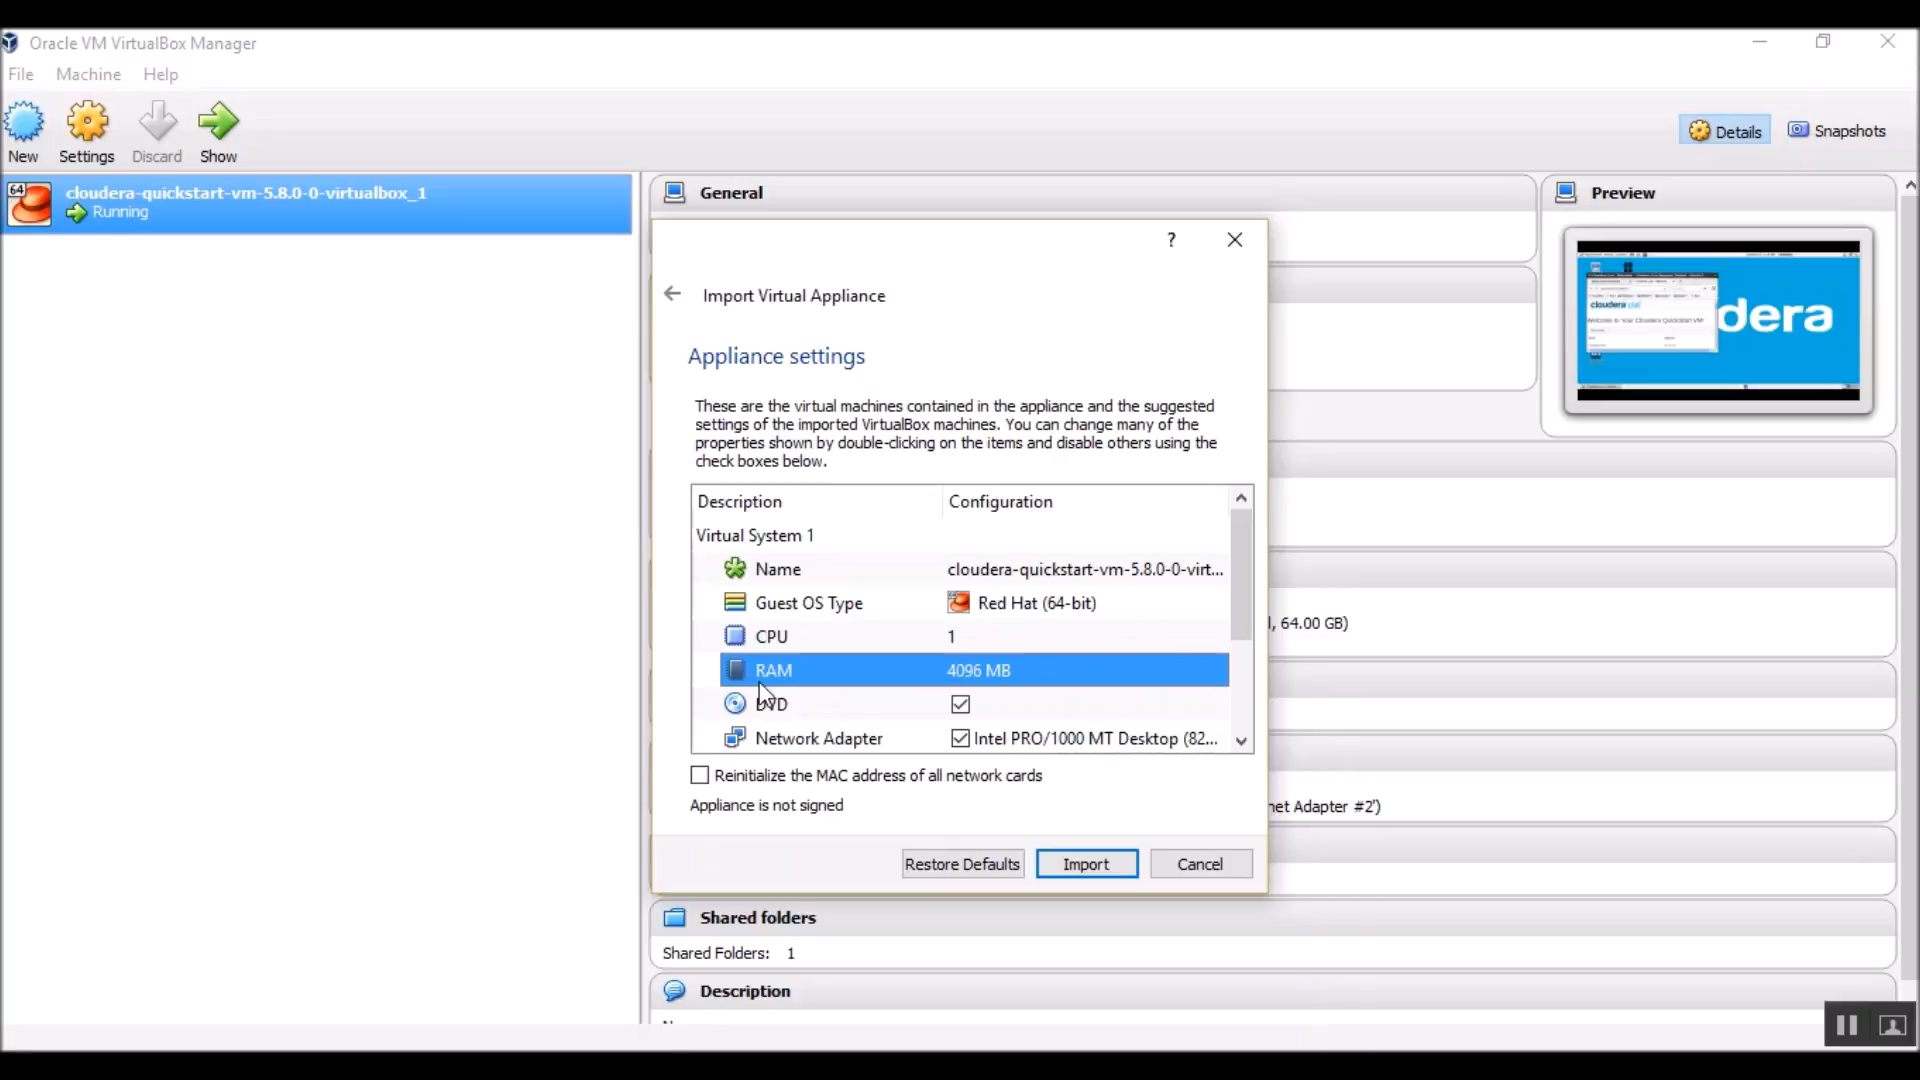 Oracle VM VirtualBox Manager
File Machine Help
New Settings Discard Show
Details Snapshots
64
cloudera-quickstart-vm-5.8.0-0-virtualbox_1
Running
General
Preview
cloudera
dera
?
Import Virtual Appliance
Appliance settings
These are the virtual machines contained in the appliance and the suggested
settings of the imported VirtualBox machines. You can change many of the
properties shown by double-clicking on the items and disable others using the
check boxes below.
Description Configuration
Virtual System 1
Name cloudera-quickstart-vm-5.8.0-0-virt...
Guest OS Type Red Hat (64-bit)
CPU 1
RAM 4096 MB
DVD
Network Adapter Intel PRO/1000 MT Desktop (82...
Reinitialize the MAC address of all network cards
Appliance is not signed
Restore Defaults Import Cancel
l, 64.00 GB)
net Adapter #2')
Shared folders
Shared Folders: 1
Description